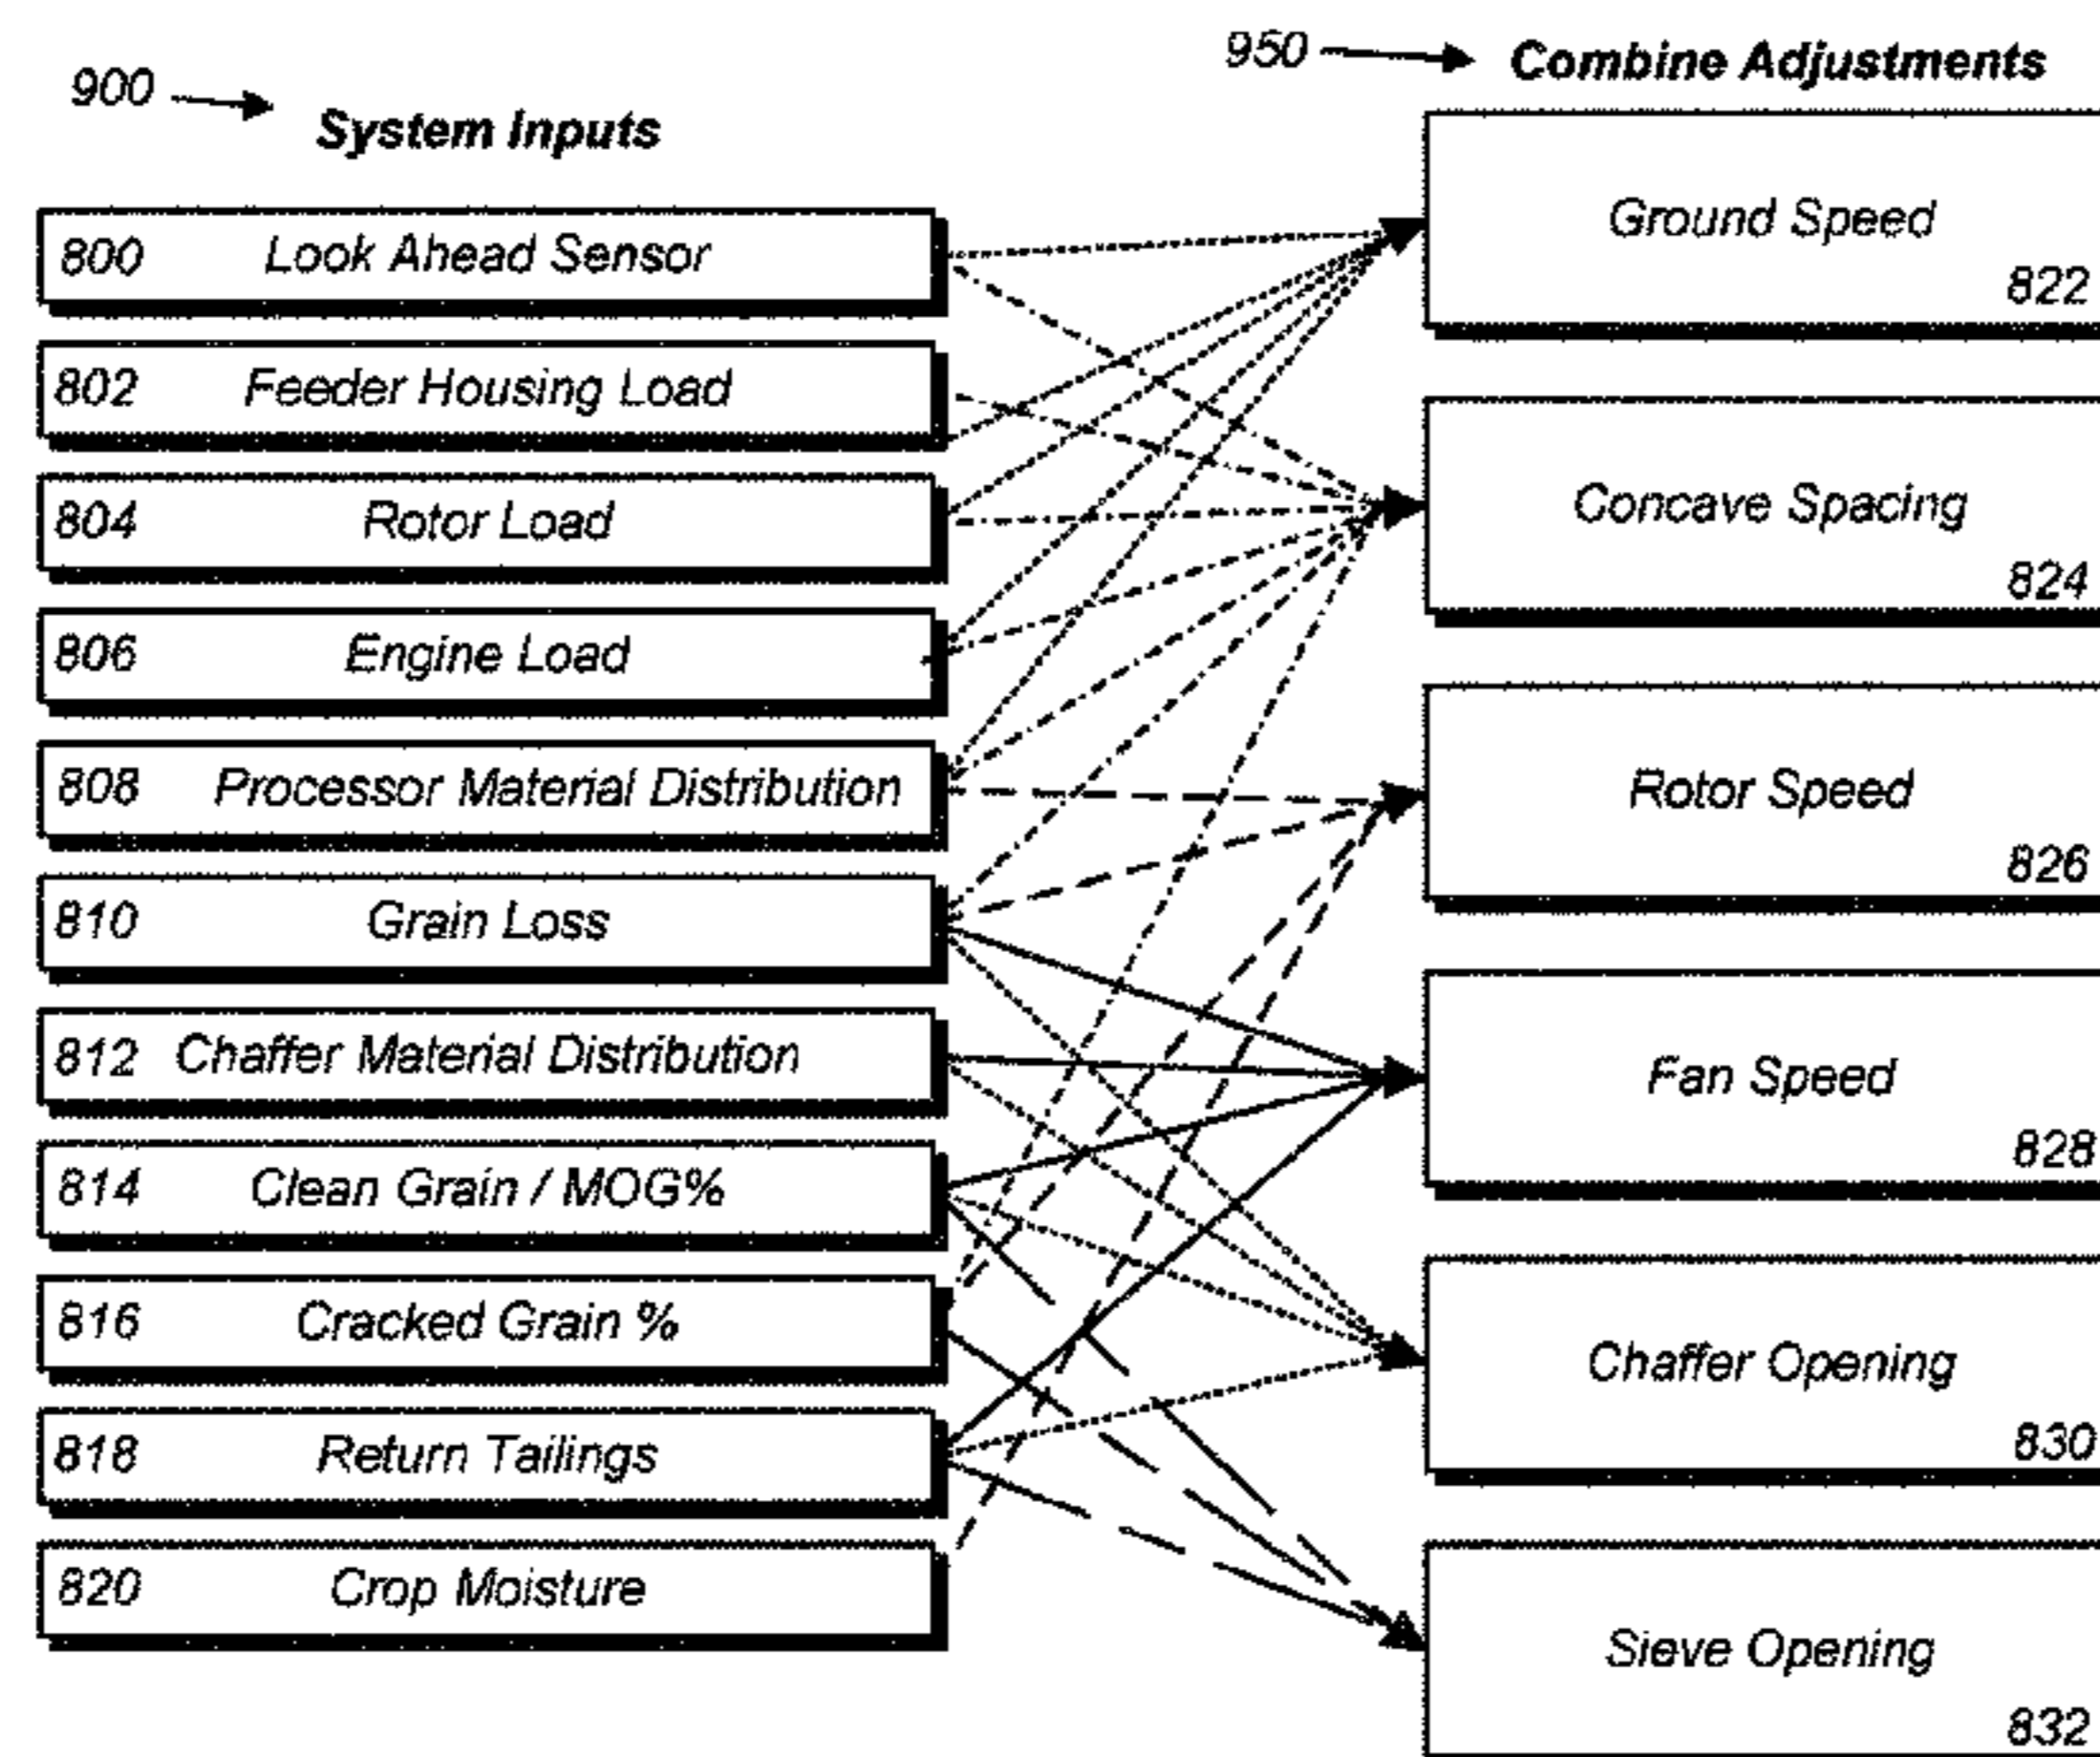 900
System Inputs
800 Look Ahead Sensor
802 Feeder Housing Load
804 Rotor Load
806 Engine Load
808 Processor Material Distribution
810 Grain Loss
812 Chaffer Material Distribution
814 Clean Grain / MOG%
816 Cracked Grain %
818 Return Tailings
820 Crop Moisture
950
Combine Adjustments
Ground Speed
822
Concave Spacing
824
Rotor Speed
826
Fan Speed
828
Chaffer Opening
830
Sieve Opening
832